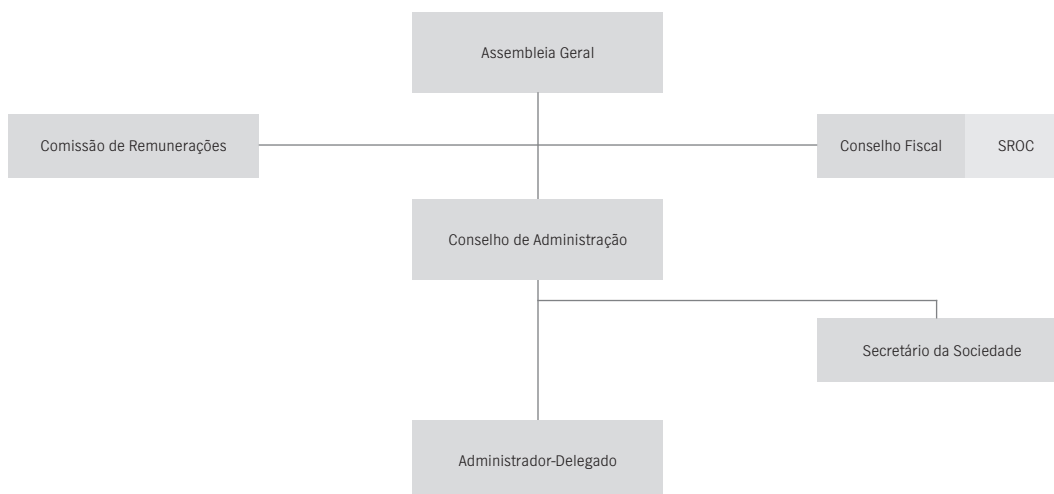 Assembleia Geral
Comissão de Remunerações
Conselho Fiscal
SROC
Conselho de Administração
Secretário da Sociedade
Administrador-Delegado